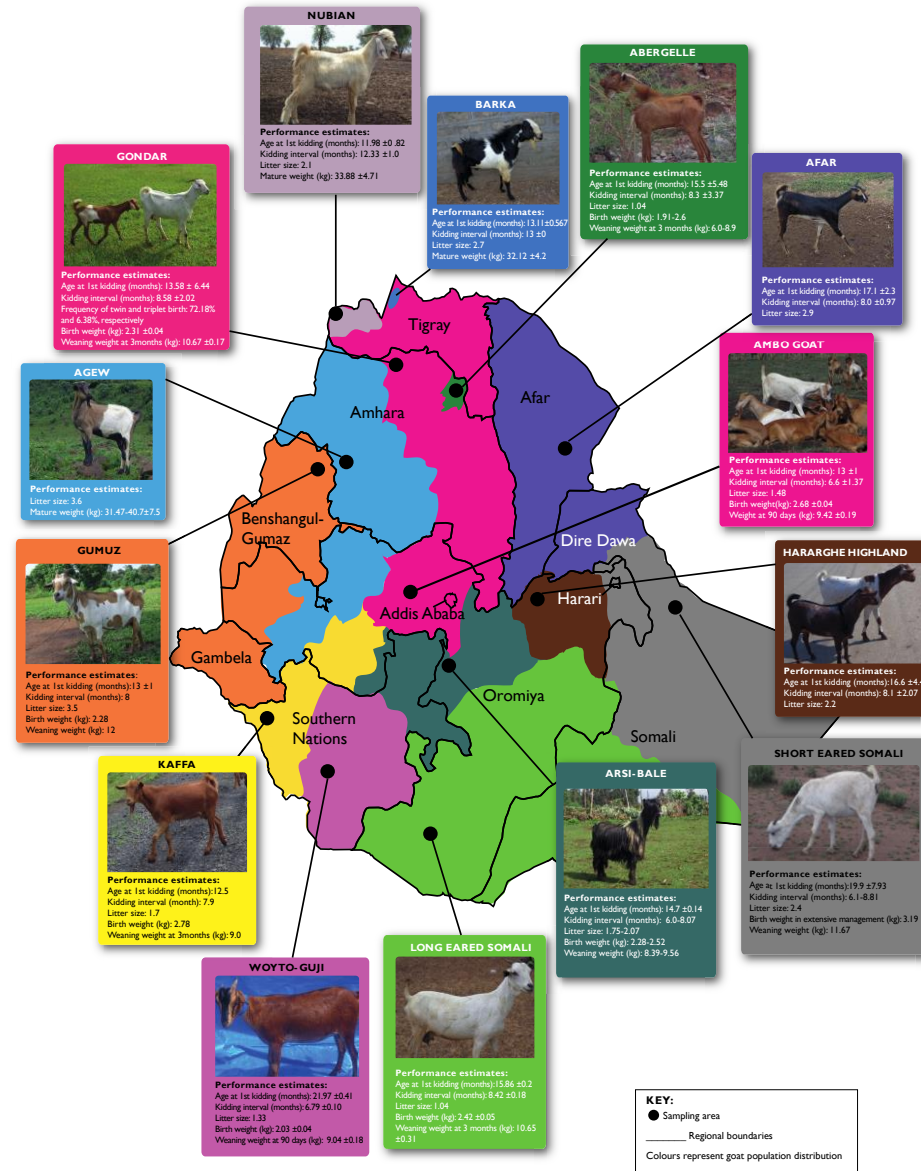 NUBIAN
Performance estimates:
Age at 1st kidding (months): 11.98 ±0 .82
Kidding interval (months): 12.33 ±1.0
Litter size: 2.1
Mature weight (kg): 33.88 ±4.71
BARKA
Performance estimates:
Age at 1st kidding (months):13.11±0.567
Kidding interval (months): 13 ±0
Litter size: 2.7
Mature weight (kg): 32.12 ±4.2
ABERGELLE
Performance estimates:
Age at 1st kidding (months):15.5 ±5.48
Kidding interval (months): 8.3 ±3.37
Litter size: 1.04
Birth weight (kg): 1.91-2.6
Weaning weight at 3 months (kg): 6.0-8.9
GONDAR
Performance estimates:
Age at 1st kidding (months): 13.58 ± 6.44
Kidding interval (months): 8.58 ±2.02
Frequency of twin and triplet birth: 72.18%
and 6.38%, respectively
Birth weight (kg): 2.31 ±0.04
Weaning weight at 3months (kg): 10.67 ±0.17
AFAR
Performance estimates:
Age at 1st kidding (months): 17.1 ±2.3
Kidding interval (months): 8.0 ±0.97
Litter size: 2.9
AGEW
Performance estimates:
Litter size: 3.6
Mature weight (kg): 31.47-40.7±7.5
AMBO GOAT
Performance estimates:
Age at 1st kidding (months): 13 ±1
Kidding interval (months): 6.6 ±1.37
Litter size: 1.48
Birth weight(kg): 2.68 ±0.04
Weight at 90 days (kg): 9.42 ±0.19
GUMUZ
Performance estimates:
Age at 1st kidding (months):13 ±1
Kidding interval (months): 8
Litter size: 3.5
Birth weight (kg): 2.28
Weaning weight (kg): 12
HARARGHE HIGHLAND
Performance estimates:
Age at 1st kidding (months):16.6 ±4.
Kidding interval (months): 8.1 ±2.07
Litter size: 2.2
Tigray
Amhara
Afar
Benshangul-
Gumaz
Dire Dawa
Addis Ababa
Harari
Gambela
Oromiya
Southern
Nations
Somali
KAFFA
Performance estimates:
Age at 1st kidding (months):12.5
Kidding interval (months): 7.9
Litter size: 1.7
Birth weight (kg): 2.78
Weaning weight at 3months (kg): 9.0
ARSI-BALE
Performance estimates:
Age at 1st kidding (months):14.7 ±0.14
Kidding interval (months): 6.0-8.07
Litter size: 1.75-2.07
Birth weight (kg): 2.28-2.52
Weaning weight (kg): 8.39-9.56
SHORT EARED SOMALI
Performance estimates:
Age at 1st kidding (months):19.9 ±7.93
Kidding interval (months): 6.1-8.81
Litter size: 2.4
Birth weight in extensive management (kg): 3.19
Weaning weight (kg): 11.67
WOYTO-GUJI
Performance estimates:
Age at 1st kidding (months): 21.97 ±0.41
Kidding interval (months): 6.79 ±0.10
Litter size: 1.33
Birth weight (kg): 2.03 ±0.04
Weaning weight at 90 days (kg): 9.04 ±0.18
LONG EARED SOMALI
Performance estimates:
Age at 1st kidding (months):15.86 ±0.2
Kidding interval (months): 8.42 ±0.18
Litter size: 1.04
Birth weight (kg): 2.42 ±0.05
Weaning weight at 3 months (kg): 10.65
±0.31
KEY:
Sampling area
Regional boundaries
Colours represent goat population distribution